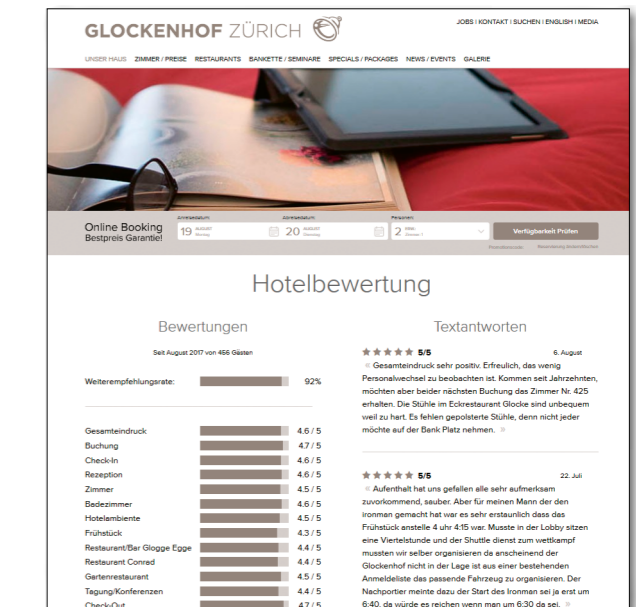 GLOCKENHOF ZÜRICH
JOBS I KONTAKT I SUCHEN I ENGLISH I MEDIA
UNSER HAUS ZIMMER / PREISE RESTAURANTS BANKETTE / SEMINARE SPECIALS / PACKAGES NEWS / EVENTS GALERIE
Online Booking
Bestpreis Garantie!
Anreisedatum:
19 AUGUST
Montag
Abreisedatum:
20 AUGUST
Dienstag
Personen:
2
Zimmer: 1
Verfügbarkeit Prüfen
Hotelbewertung
Bewertungen
Seit August 2017 von 456 Gästen
Weiterempfehlungsrate: 92%
Gesamteindruck 4.6 / 5
Buchung 4.7 / 5
Check-In 4.6 / 5
Rezeption 4.6 / 5
Zimmer 4.5 / 5
Badezimmer 4.6 / 5
Hotelambiente 4.5 / 5
Frühstück 4.3 / 5
Restaurant/Bar Glogge Egge 4.4 / 5
Restaurant Conrad 4.4 / 5
Gartenrestaurant 4.5 / 5
Tagung/Konferenzen 4.4 / 5
Check-Out 4.7 / 5
Textantworten
★★★★★ 5/5 6. August
« Gesamteindruck sehr positiv. Erfreulich, das wenig
Personalwechsel zu beobachten ist. Kommen seit Jahrzehnten,
möchten aber beider nächsten Buchung das Zimmer Nr. 425
erhalten. Die Stühle im Eckrestaurant Glocke sind unbequem
weil zu hart. Es fehlen gepolsterte Stühle, denn nicht jeder
möchte auf der Bank Platz nehmen. »
★★★★★ 5/5 22. Juli
« Aufenthalt hat uns gefallen alle sehr aufmerksam
zuvorkommend, sauber. Aber für meinen Mann der den
ironman gemacht hat war es sehr erstaunlich dass das
Frühstück anstelle 4 uhr 4:15 war. Musste in der Lobby sitzen
eine Viertelstunde und der Shuttle dienst zum wettkampf
mussten wir selber organisieren da anscheinend der
Glockenhof nicht in der Lage ist aus einer bestehenden
Anmeldeliste das passende Fahrzeug zu organisieren. Der
Nachportier meinte dazu der Start des Ironman sei ja erst um
6:40, da würde es reichen wenn man um 6:30 da sei. »